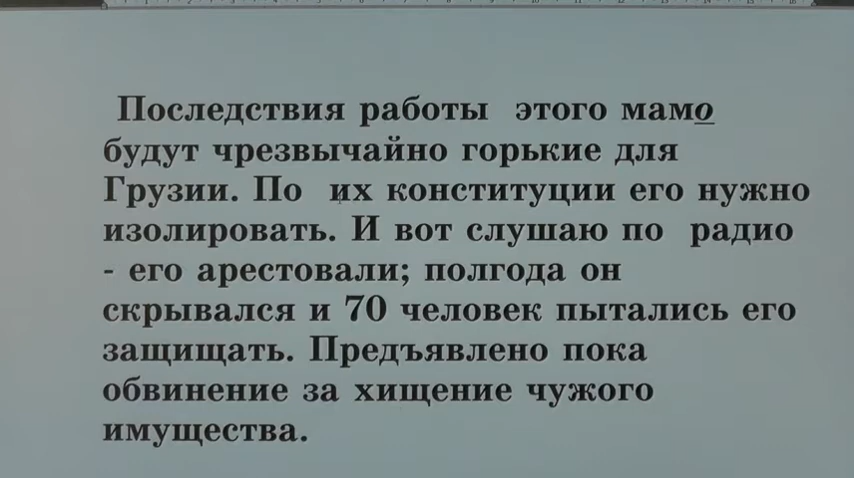 Последствия работы этого мамо
будут чрезвычайно горькие для
Грузии. По их конституции его нужно
изолировать. И вот слушаю по радио
- его арестовали; полгода он
скрывался и 70 человек пытались его
защищать. Предъявлено пока
обвинение за хищение чужого
имущества.